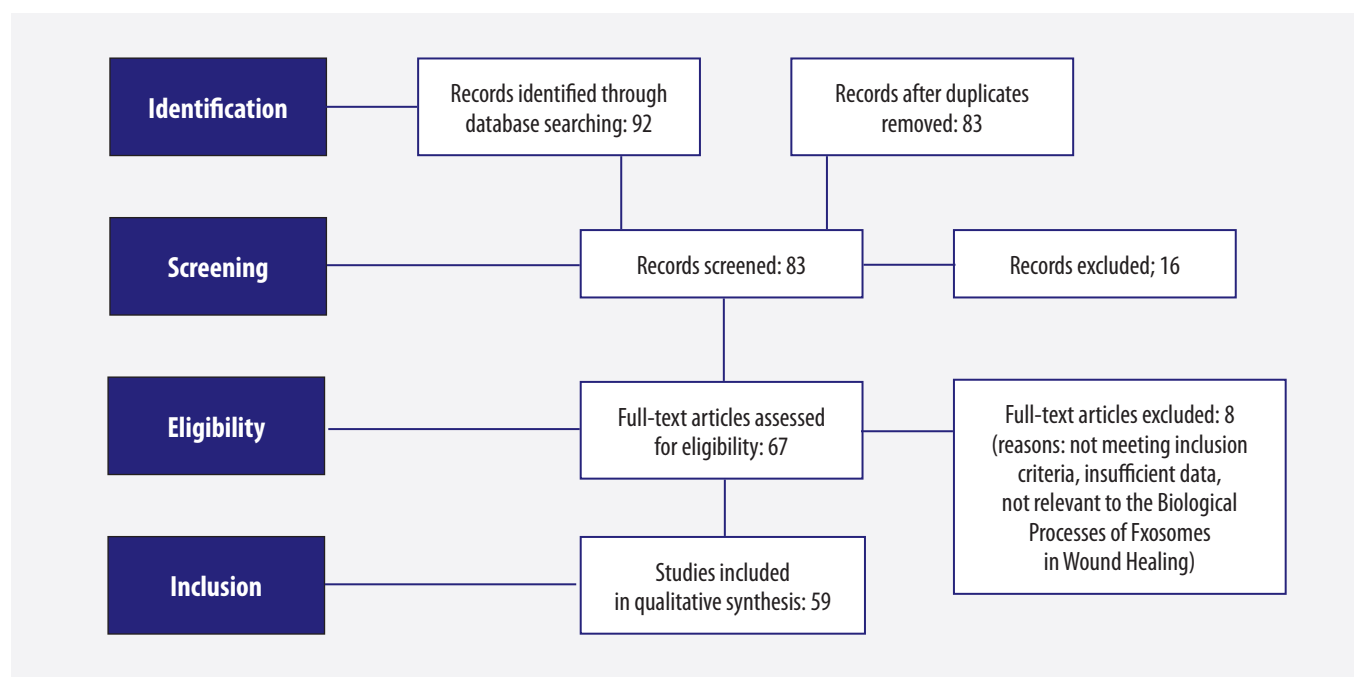 Identification
Records identified through
database searching: 92
Records after duplicates
removed: 83
Screening
Records screened: 83
Records excluded; 16
Eligibility
Full-text articles assessed
for eligibility: 67
Full-text articles excluded: 8
(reasons: not meeting inclusion
criteria, insufficient data,
not relevant to the Biological
Processes of Fxosomes
in Wound Healing)
Inclusion
Studies included
in qualitative synthesis: 59